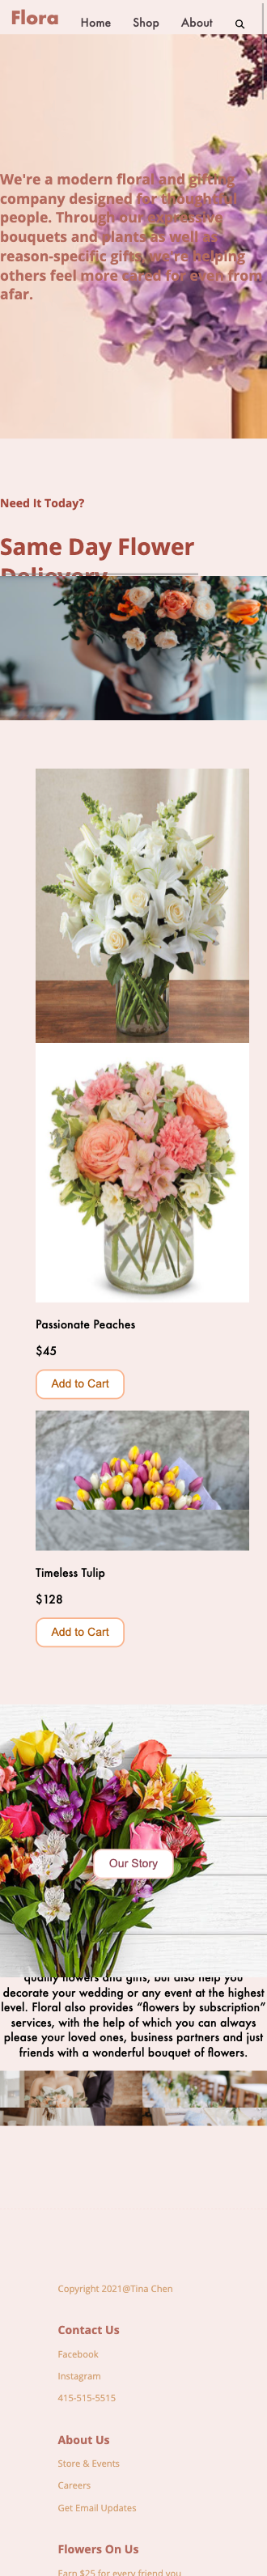 Flora
Home Shop About
We're a modern floral and gifting
company designed for thoughtful
people. Through our expressive
bouquets and plants as well as
reason-specific gifts, we're helping
others feel more cared for even from
afar.
Need It Today?
Same Day Flower
Delievery
Passionate Peaches
$45
Add to Cart
Timeless Tulip
$128
Add to Cart
Our Story
quality flowers and gifts, but also help you
decorate your wedding or any event at the highest
level. Floral also provides “flowers by subscription”
services, with the help of which you can always
please your loved ones, business partners and just
friends with a wonderful bouquet of flowers.
Copyright 2021@Tina Chen
Contact Us
Facebook
Instagram
415-515-5515
About Us
Store & Events
Careers
Get Email Updates
Flowers On Us
Earn $25 for every friend you